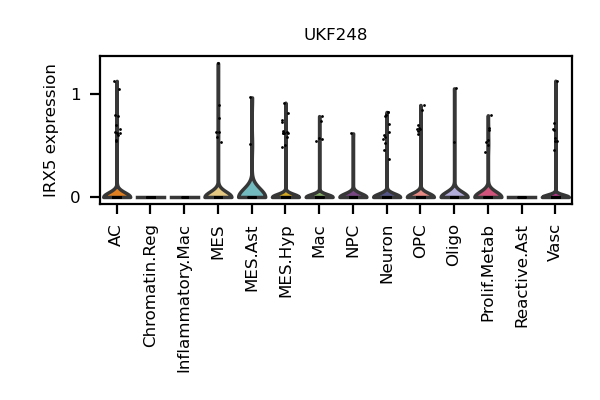 UKF248
IRX5 expression
1
0
AC
Chromatin.Reg
Inflammatory.Mac
MES
MES.Ast
MES.Hyp
Mac
NPC
Neuron
OPC
Oligo
Prolif.Metab
Reactive.Ast
Vasc